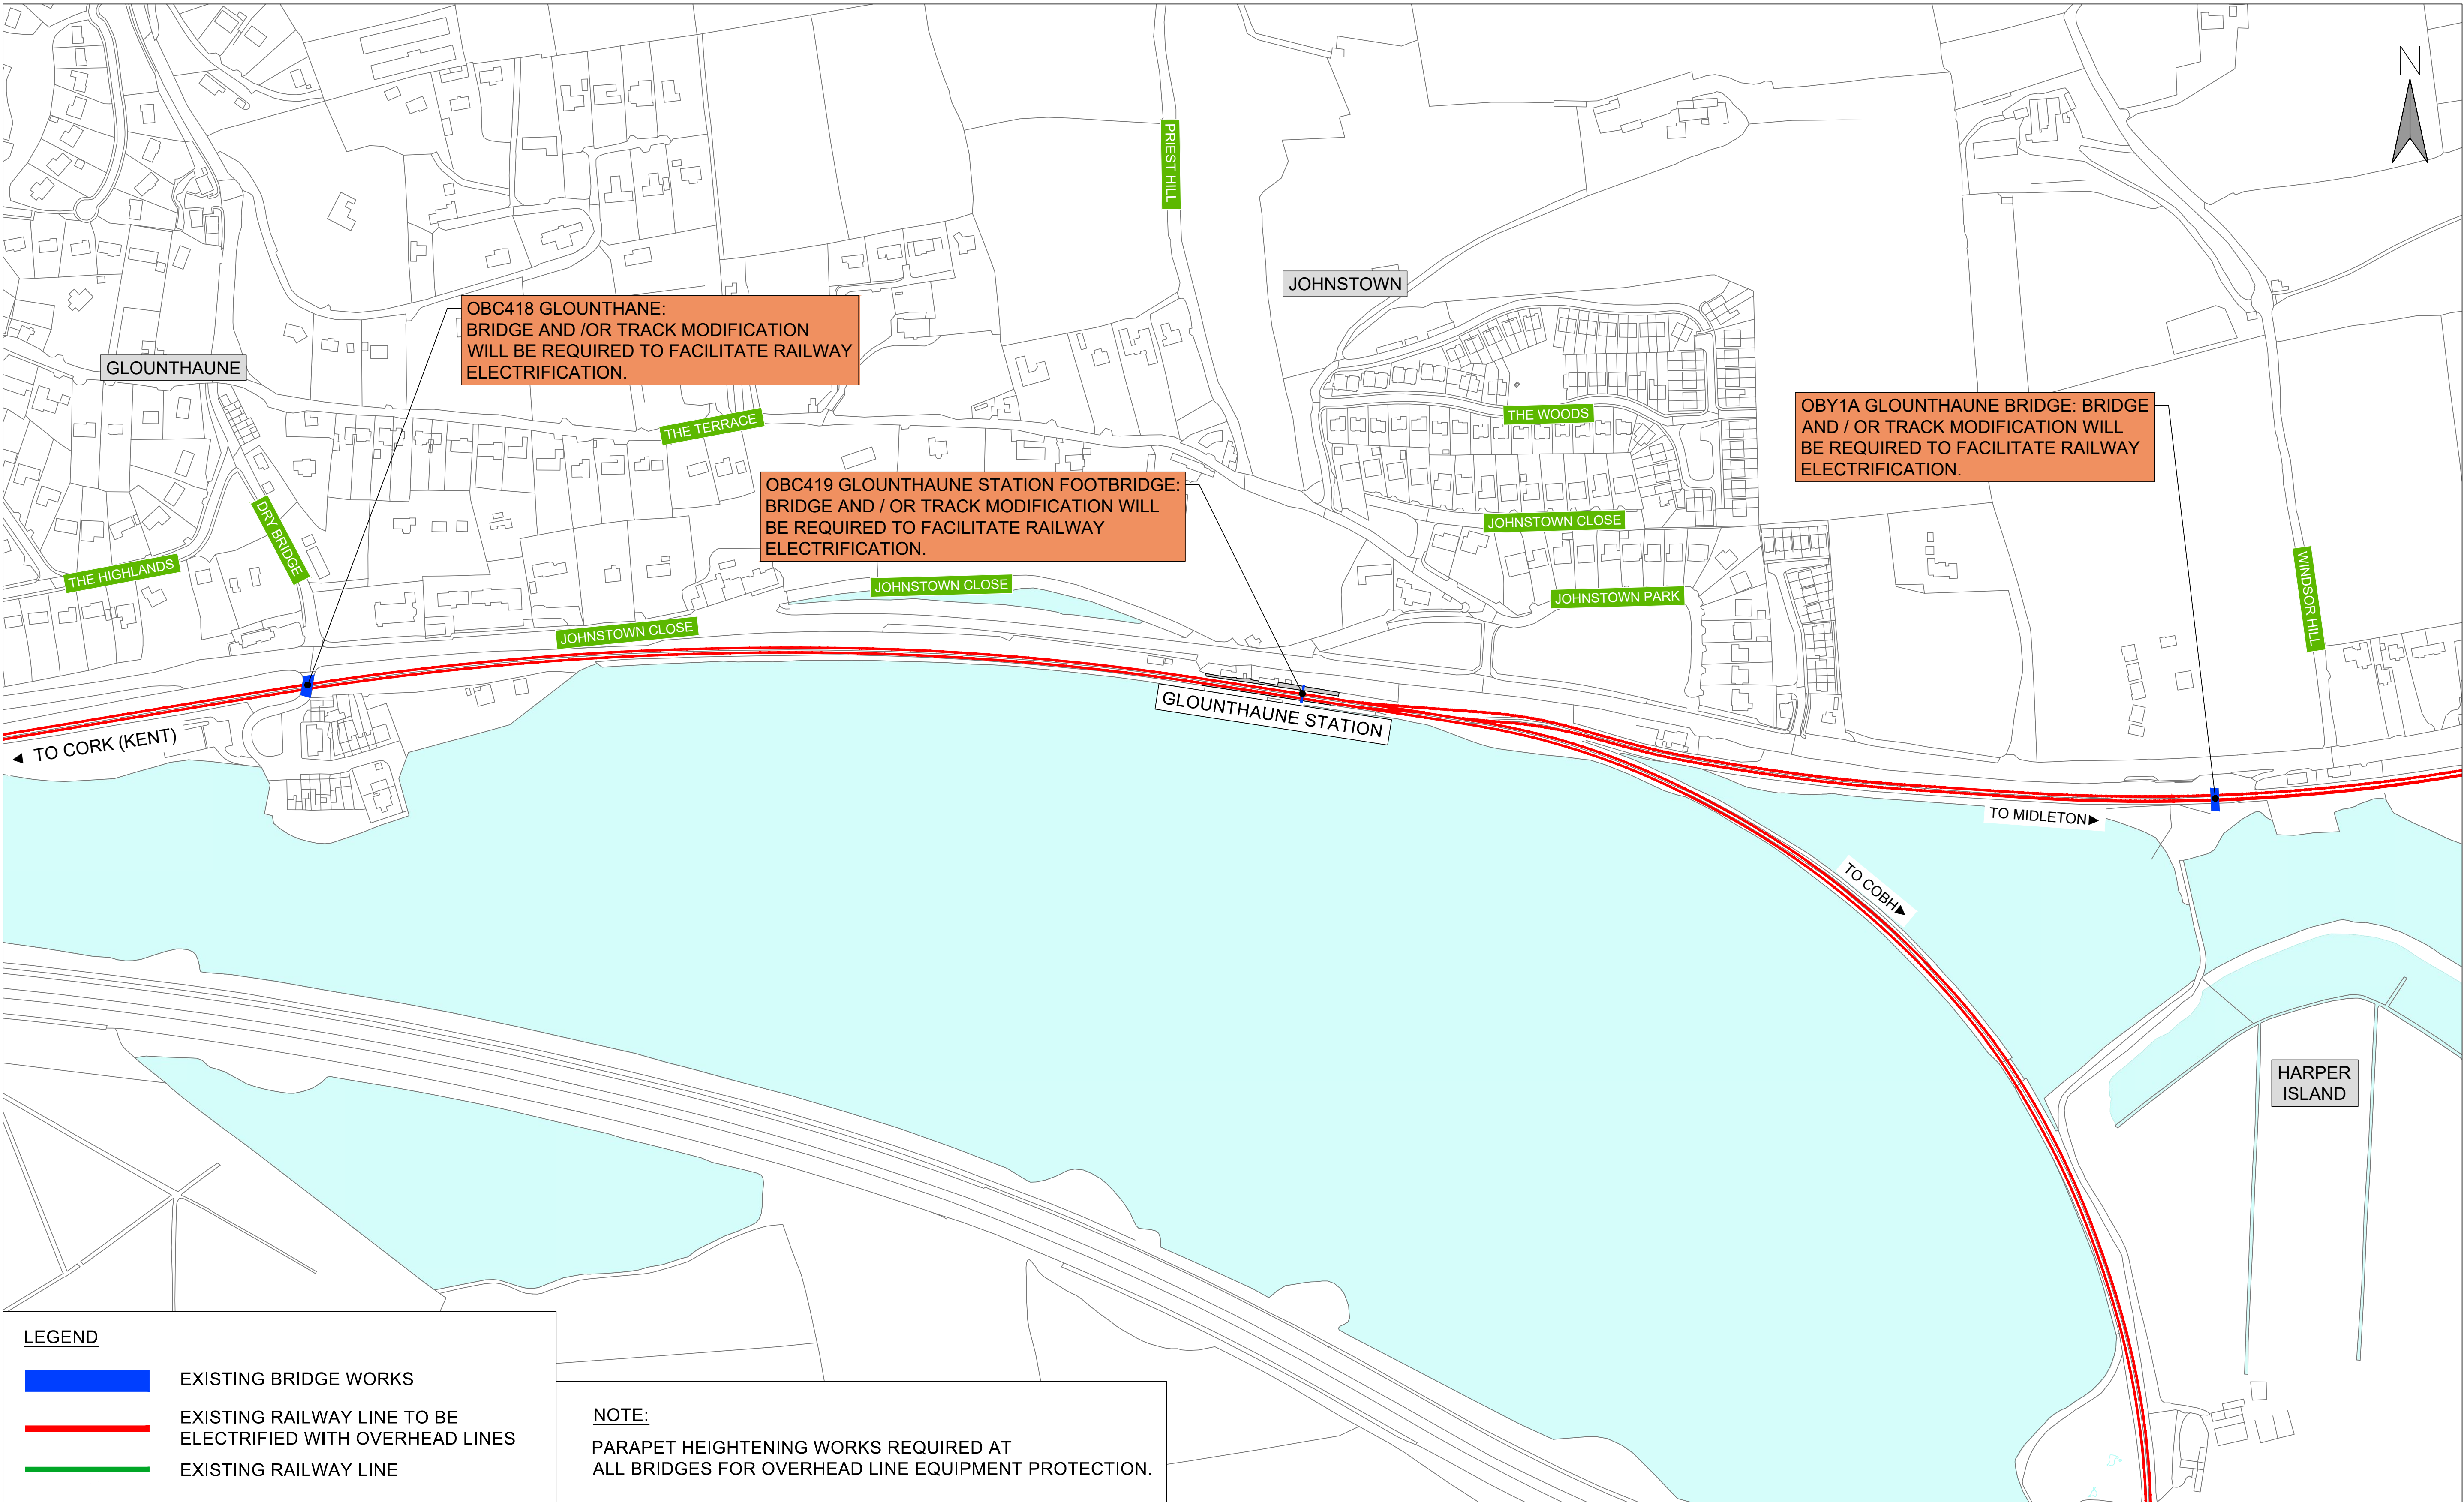 N
PRIEST HILL
JOHNSTOWN
OBC418 GLOUNTHANE:
BRIDGE AND /OR TRACK MODIFICATION
WILL BE REQUIRED TO FACILITATE RAILWAY
ELECTRIFICATION.
GLOUNTHAUNE
THE TERRACE
THE WOODS
OBY1A GLOUNTHAUNE BRIDGE: BRIDGE
AND / OR TRACK MODIFICATION WILL
BE REQUIRED TO FACILITATE RAILWAY
ELECTRIFICATION.
OBC419 GLOUNTHAUNE STATION FOOTBRIDGE:
BRIDGE AND / OR TRACK MODIFICATION WILL
BE REQUIRED TO FACILITATE RAILWAY
ELECTRIFICATION.
DRY BRIDGE
JOHNSTOWN CLOSE
THE HIGHLANDS
JOHNSTOWN CLOSE
JOHNSTOWN PARK
WINDSOR HILL
JOHNSTOWN CLOSE
GLOUNTHAUNE STATION
◄ TO CORK (KENT)
TO MIDLETON►
TO COBH►
HARPER
ISLAND
LEGEND
EXISTING BRIDGE WORKS
EXISTING RAILWAY LINE TO BE
ELECTRIFIED WITH OVERHEAD LINES
EXISTING RAILWAY LINE
NOTE:
PARAPET HEIGHTENING WORKS REQUIRED AT
ALL BRIDGES FOR OVERHEAD LINE EQUIPMENT PROTECTION.